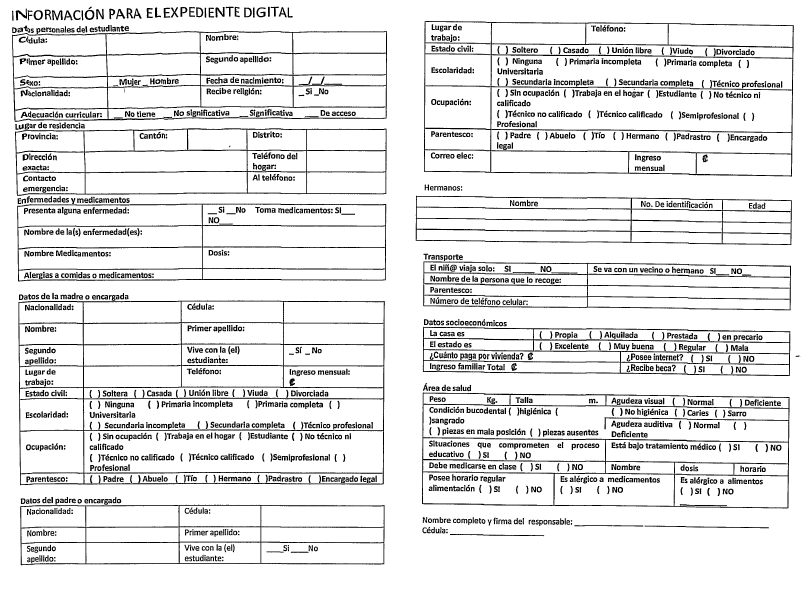 INFORMACIÓN PARA EL EXPEDIENTE DIGITAL
Datos personales del estudiante
Cédula: Nombre:
Primer apellido: Segundo apellido:
Sexo: _Mujer _Hombre Fecha de nacimiento: __/__/____
Nacionalidad: Recibe religión: _Si _No
Adecuación curricular: __No tiene __No significativa __Significativa ___De acceso
Lugar de residencia
Provincia: Cantón: Distrito:
Dirección exacta: Teléfono del hogar:
Contacto emergencia: Al teléfono:
Enfermedades y medicamentos
Presenta alguna enfermedad: __Si __No Toma medicamentos: SI___
NO___
Nombre de la(s) enfermedad(es):
Nombre Medicamentos: Dosis:
Alergias a comidas o medicamentos:
Datos de la madre o encargada
Nacionalidad: Cédula:
Nombre: Primer apellido:
Segundo apellido: Vive con la (el) estudiante: _Sí _No
Lugar de trabajo: Teléfono: Ingreso mensual:
₡
Estado civil: ( ) Soltera ( ) Casada ( ) Unión libre ( ) Viuda ( ) Divorciada
Escolaridad: ( ) Ninguna ( ) Primaria incompleta ( )Primaria completa ( )
Universitaria
( ) Secundaria incompleta ( ) Secundaria completa ( )Técnico profesional
Ocupación: ( ) Sin ocupación ( )Trabaja en el hogar ( )Estudiante ( ) No técnico ni
calificado
( )Técnico no calificado ( )Técnico calificado ( )Semiprofesional ( )
Profesional
Parentesco: ( ) Padre ( ) Abuelo ( )Tío ( ) Hermano ( )Padrastro ( )Encargado legal
Datos del padre o encargado
Nacionalidad: Cédula:
Nombre: Primer apellido:
Segundo apellido: Vive con la (el) estudiante: ____Si ____No
Lugar de trabajo: Teléfono:
Estado civil: ( ) Soltero ( ) Casado ( ) Unión libre ( )Viudo ( )Divorciado
Escolaridad: ( ) Ninguna ( ) Primaria incompleta ( )Primaria completa ( )
Universitaria
( ) Secundaria incompleta ( ) Secundaria completa ( )Técnico profesional
Ocupación: ( ) Sin ocupación ( )Trabaja en el hogar ( )Estudiante ( ) No técnico ni
calificado
( )Técnico no calificado ( )Técnico calificado ( )Semiprofesional ( )
Profesional
Parentesco: ( ) Padre ( ) Abuelo ( )Tío ( ) Hermano ( )Padrastro ( )Encargado
legal
Correo elec: Ingreso mensual ₡
Hermanos:
Nombre No. De identificación Edad
Transporte
El niñ@ viaja solo: SI _____ NO_____ Se va con un vecino o hermano SI___ NO__
Nombre de la persona que lo recoge:
Parentesco:
Número de teléfono celular:
Datos socioeconómicos
La casa es ( ) Propia ( ) Alquilada ( ) Prestada ( ) en precario
El estado es ( ) Excelente ( ) Muy buena ( ) Regular ( ) Mala
¿Cuánto paga por vivienda? ₡ ¿Posee internet? ( ) SI ( ) NO
Ingreso familiar Total ₡ ¿Recibe beca? ( ) SI ( ) NO
Área de salud
Peso Kg. Talla m. Agudeza visual ( ) Normal ( ) Deficiente
Condición bucodental ( )higiénica ( ) No higiénica ( ) Caries ( ) Sarro
( )sangrado
( ) piezas en mala posición ( ) piezas ausentes Agudeza auditiva ( ) Normal ( )
Deficiente
Situaciones que comprometen el proceso
educativo ( ) SI ( ) NO Está bajo tratamiento médico ( ) SI ( ) NO
Debe medicarse en clase ( ) SI ( ) NO Nombre dosis horario
Posee horario regular Es alérgico a medicamentos Es alérgico a alimentos
alimentación ( ) SI ( ) NO ( ) SI ( ) NO ( ) SI ( ) NO
Nombre completo y firma del responsable: ____________________
Cédula: ____________________